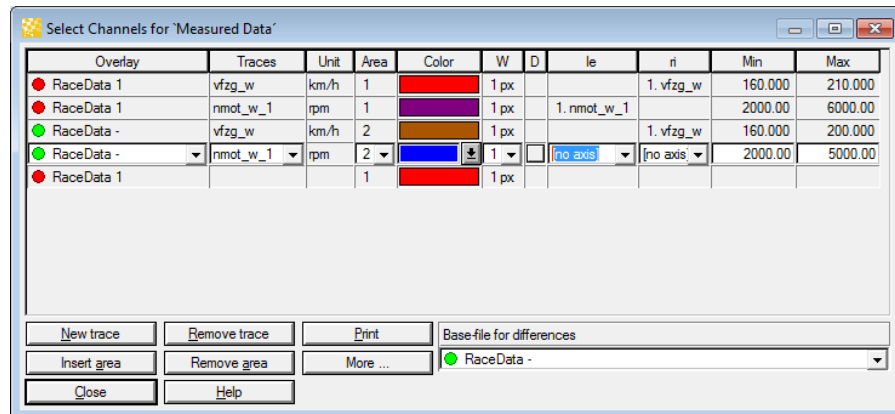 Select Channels for `Measured Data´
Overlay Traces Unit Area Color W D le ri Min Max
RaceData 1 vfzg_w km/h 1 1 px 1. vfzg_w 160.000 210.000
RaceData 1 nmot_w_1 rpm 1 1 px 1. nmot_w_1 2000.00 6000.00
RaceData - vfzg_w km/h 2 1 px 1. vfzg_w 160.000 200.000
RaceData - nmot_w_1 rpm 2 1 [no axis] [no axis] 2000.00 5000.00
RaceData 1 1 1 px
New trace Remove trace Print Base-file for differences
Insert area Remove area More ... RaceData -
Close Help